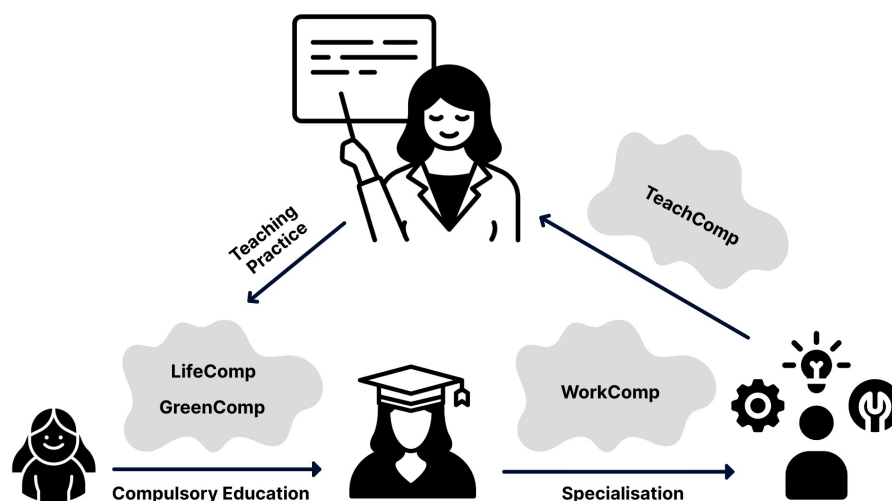 TeachComp
Teaching
Practice
LifeComp
GreenComp
WorkComp
Compulsory Education
Specialisation